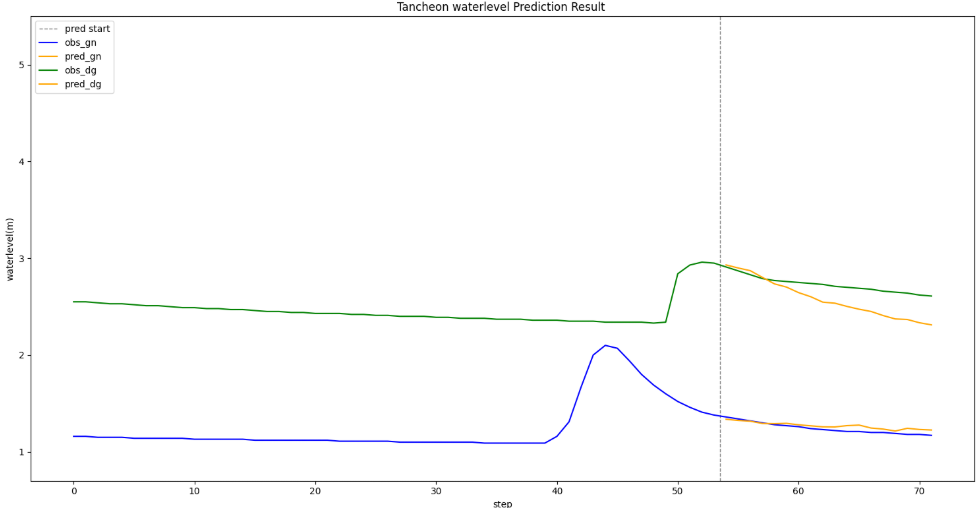 Tancheon waterlevel Prediction Result
pred start
obs_gn
pred_gn
obs_dg
pred_dg
5
4
3
2
1
waterlevel(m)
0 10 20 30 40 50 60 70
step